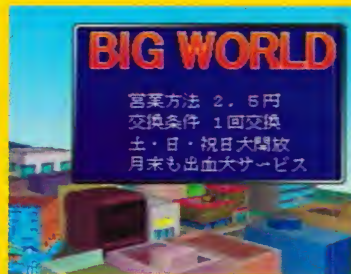 BIG WORLD
営業方法 2.5円
交換条件 1回交換
土・日・祝日大開放
月末も出血大サービス